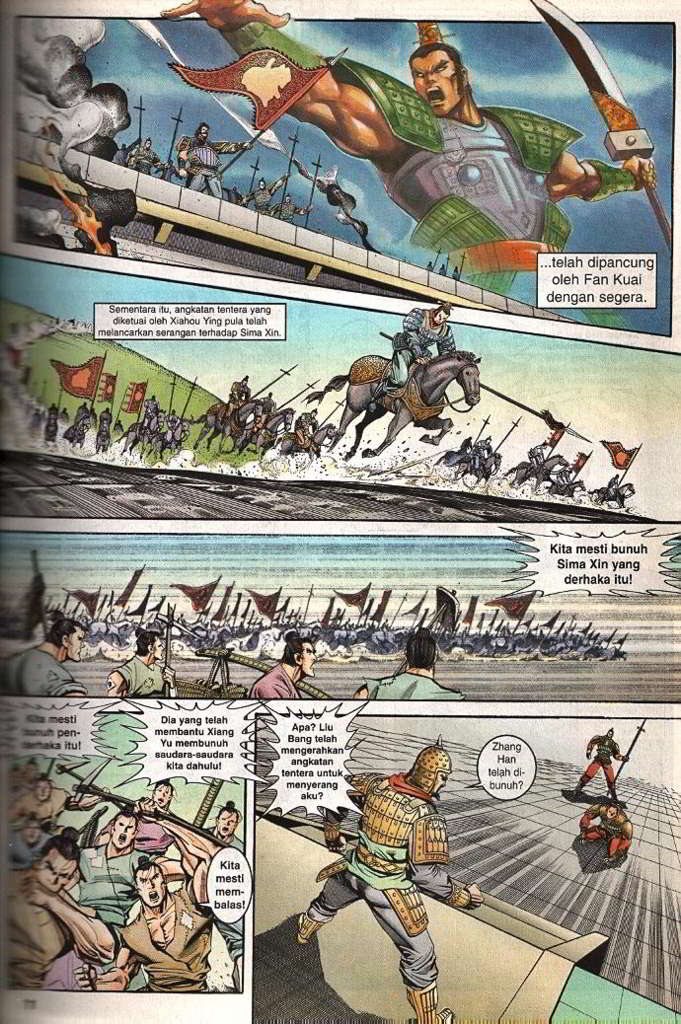 ...telah dipancung
oleh Fan Kuai
dengan segera.
Sementara itu, angkatan tentera yang
diketuai oleh Xiahou Ying pula telah
melancarkan serangan terhadap Sima Xin.
Kita mesti bunuh
Sima Xin yang
derhaka itu!
Kita mesti
bunuh pen-
derhaka itu!
Dia yang telah
membantu Xiang
Yu membunuh
saudara-saudara
kita dahulu!
Kita
mesti
mem-
balas!
Apa? Liu
Bang telah
mengerahkan
angkatan
tentera untuk
menyerang
aku?
Zhang
Han
telah di-
bunuh?